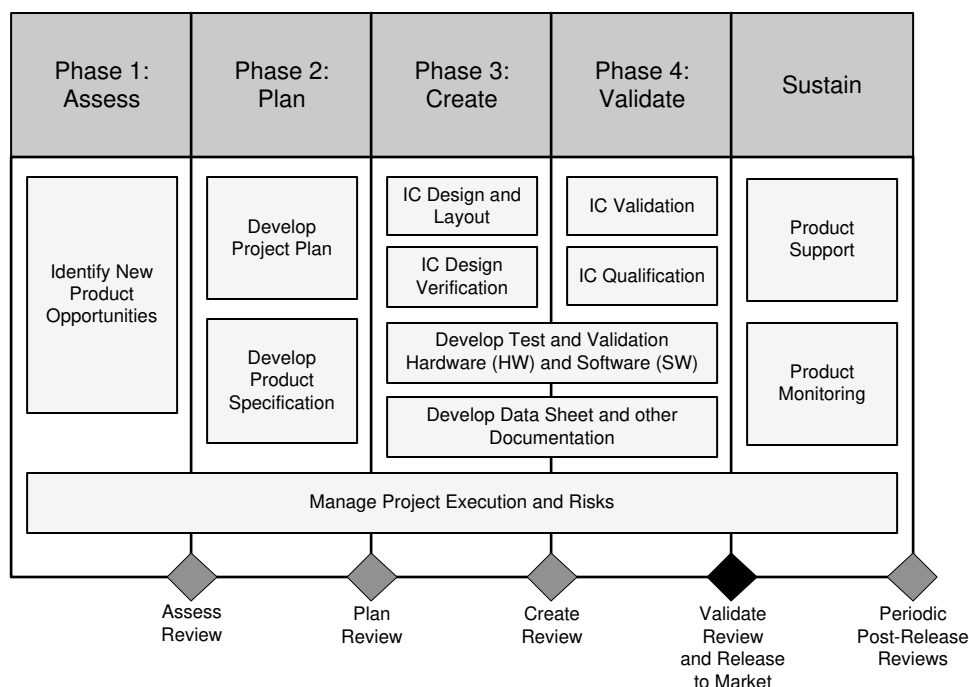 Phase 1:
Assess
Phase 2:
Plan
Phase 3:
Create
Phase 4:
Validate
Sustain
Identify New
Product
Opportunities
Develop
Project Plan
Develop
Product
Specification
IC Design and
Layout
IC Design
Verification
IC Validation
IC Qualification
Develop Test and Validation
Hardware (HW) and Software (SW)
Develop Data Sheet and other
Documentation
Product
Support
Product
Monitoring
Manage Project Execution and Risks
Assess
Review
Plan
Review
Create
Review
Validate
Review
and Release
to Market
Periodic
Post-Release
Reviews